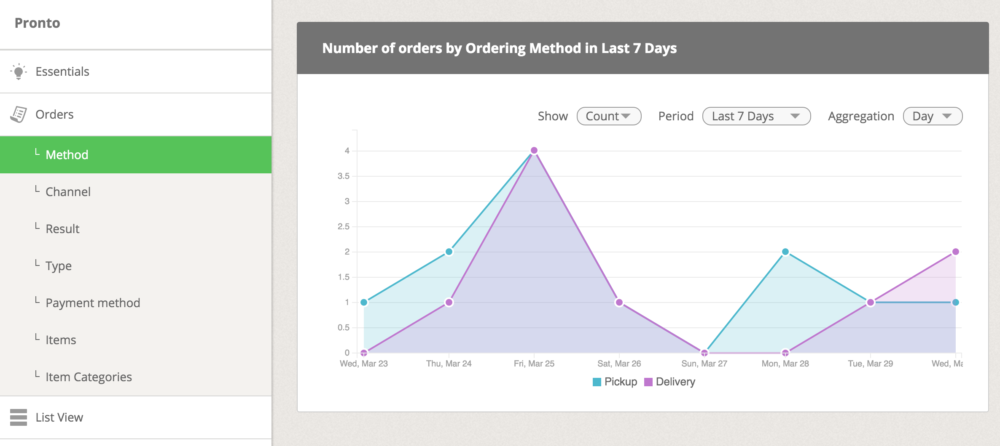 Pronto
Essentials
Orders
Method
Channel
Result
Type
Payment method
Items
Item Categories
List View
Number of orders by Ordering Method in Last 7 Days
Show Count Period Last 7 Days Aggregation Day
4
3.5
3
2.5
2
1.5
1
0.5
0
Wed, Mar 23 Thu, Mar 24 Fri, Mar 25 Sat, Mar 26 Sun, Mar 27 Mon, Mar 28 Tue, Mar 29 Wed, Ma
Pickup Delivery